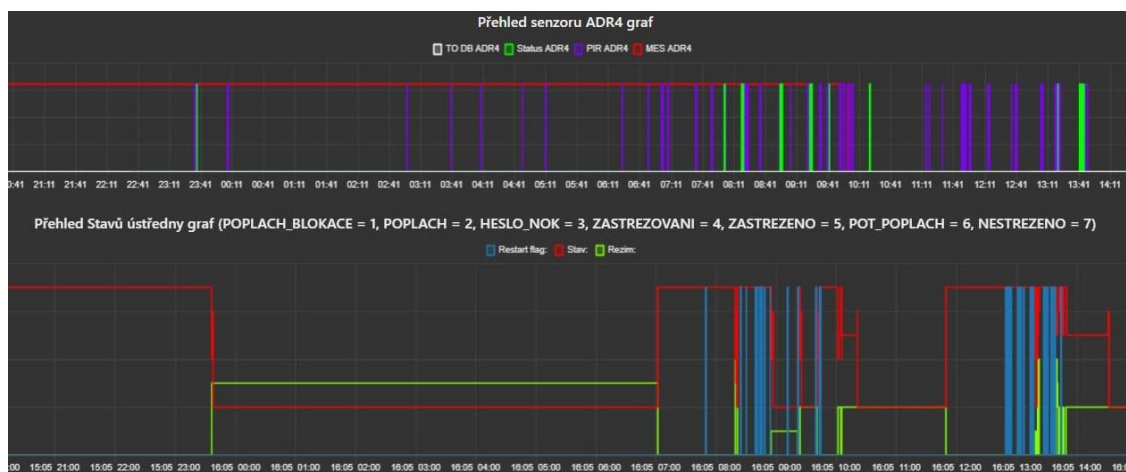 Přehled senzoru ADR4 graf
TO DB ADR4 Status ADR4 PIR ADR4 MES ADR4
0:41 21:11 21:41 22:11 22:41 23:11 23:41 00:11 00:41 01:11 01:41 02:11 02:41 03:11 03:41 04:11 04:41 05:11 05:41 06:11 06:41 07:11 07:41 08:11 08:41 09:11 09:41 10:11 10:41 11:11 11:41 12:11 12:41 13:11 13:41 14:11
Přehled Stavů ústředny graf (POPLACH_BLOKACE = 1, POPLACH = 2, HESLO_NOK = 3, ZASTREZOVANI = 4, ZASTREZENO = 5, POT_POPLACH = 6, NESTREZENO = 7)
Restart flag: Stav: Rezim:
:00 15:05 21:00 15:05 22:00 15:05 23:00 16:05 00:00 16:05 01:00 16:05 02:00 16:05 03:00 16:05 04:00 16:05 05:00 16:05 06:00 16:05 07:00 16:05 08:00 16:05 09:00 16:05 10:00 16:05 11:00 16:05 12:00 16:05 13:00 16:05 14:00